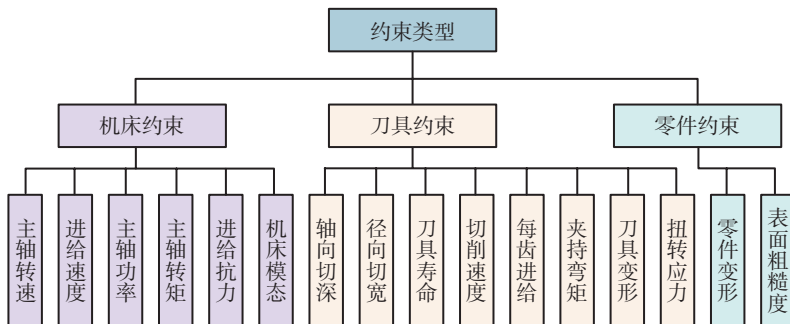 约束类型
机床约束
刀具约束
零件约束
主轴转速
进给速度
主轴功率
主轴转矩
进给抗力
机床模态
轴向切深
径向切宽
刀具寿命
切削速度
每齿进给
夹持弯矩
刀具变形
扭转应力
零件变形
表面粗糙度